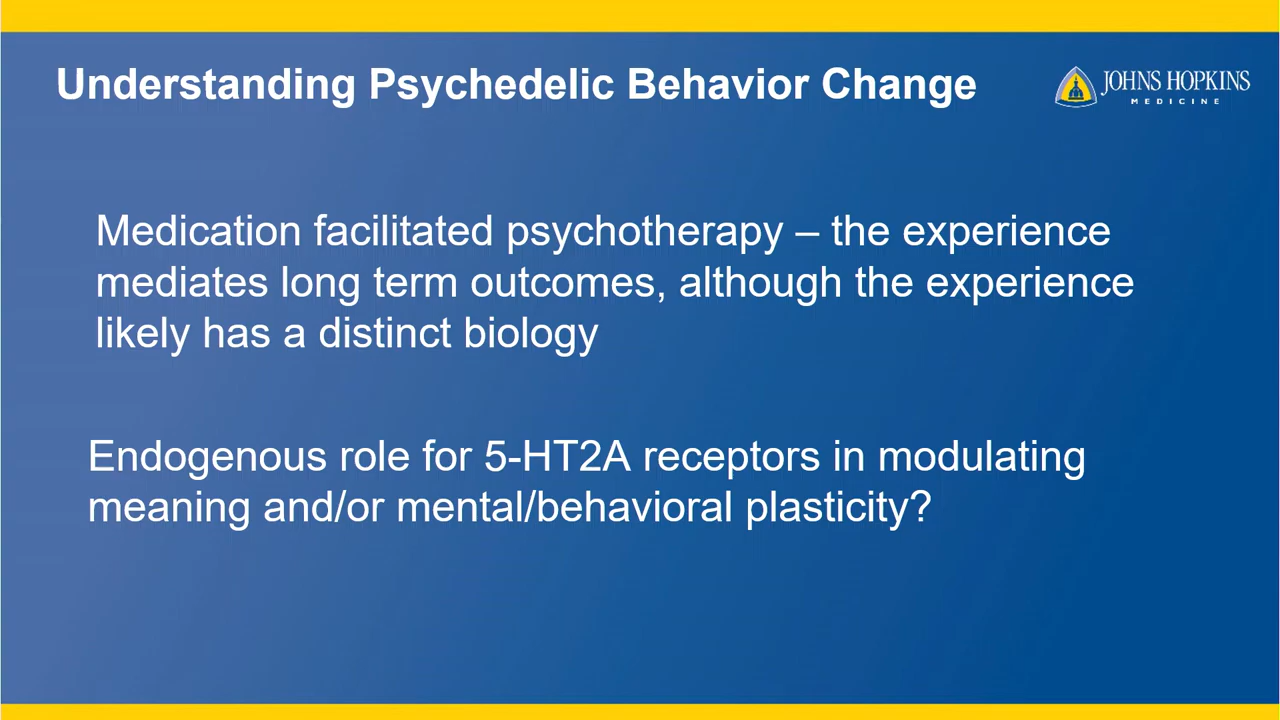 Understanding Psychedelic Behavior Change
JOHNS HOPKINS
MEDICINE
Medication facilitated psychotherapy – the experience
mediates long term outcomes, although the experience
likely has a distinct biology
Endogenous role for 5-HT2A receptors in modulating
meaning and/or mental/behavioral plasticity?